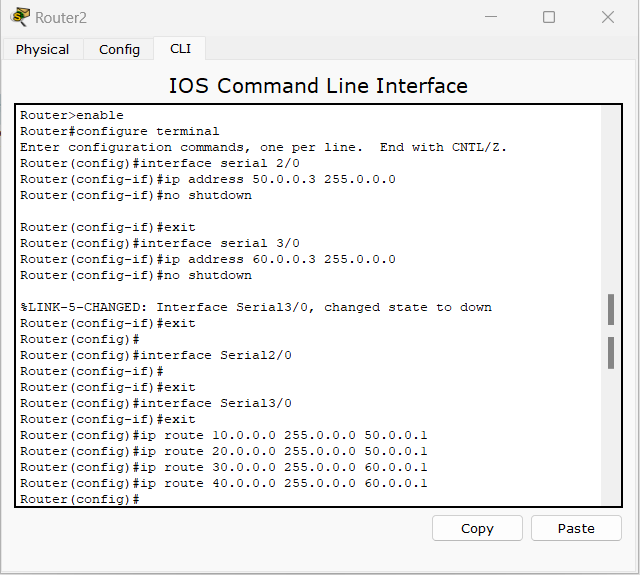 Router2
Physical Config CLI
IOS Command Line Interface
Router>enable
Router#configure terminal
Enter configuration commands, one per line.  End with CNTL/Z.
Router(config)#interface serial 2/0
Router(config-if)#ip address 50.0.0.3 255.0.0.0
Router(config-if)#no shutdown
Router(config-if)#exit
Router(config)#interface serial 3/0
Router(config-if)#ip address 60.0.0.3 255.0.0.0
Router(config-if)#no shutdown
%LINK-5-CHANGED: Interface Serial3/0, changed state to down
Router(config-if)#exit
Router(config)#
Router(config)#interface Serial2/0
Router(config-if)#
Router(config-if)#exit
Router(config)#interface Serial3/0
Router(config-if)#exit
Router(config)#ip route 10.0.0.0 255.0.0.0 50.0.0.1
Router(config)#ip route 20.0.0.0 255.0.0.0 50.0.0.1
Router(config)#ip route 30.0.0.0 255.0.0.0 60.0.0.1
Router(config)#ip route 40.0.0.0 255.0.0.0 60.0.0.1
Router(config)#
Copy Paste